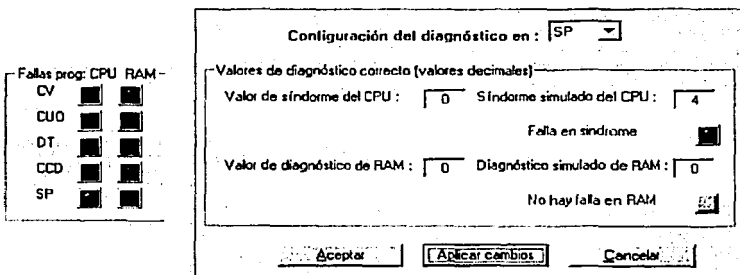 Fallas prog: CPU RAM
CV
CUO
DT
CCD
SP
Configuración del diagnóstico en : SP
Valores de diagnóstico correcto (valores decimales)
Valor de síndorme del CPU : 0 Síndorme simulado del CPU : 4
Falla en síndrome
Valor de diagnóstico de RAM : 0 Diagnóstico simulado de RAM : 0
No hay falla en RAM
Aceptar Aplicar cambios Cancelar